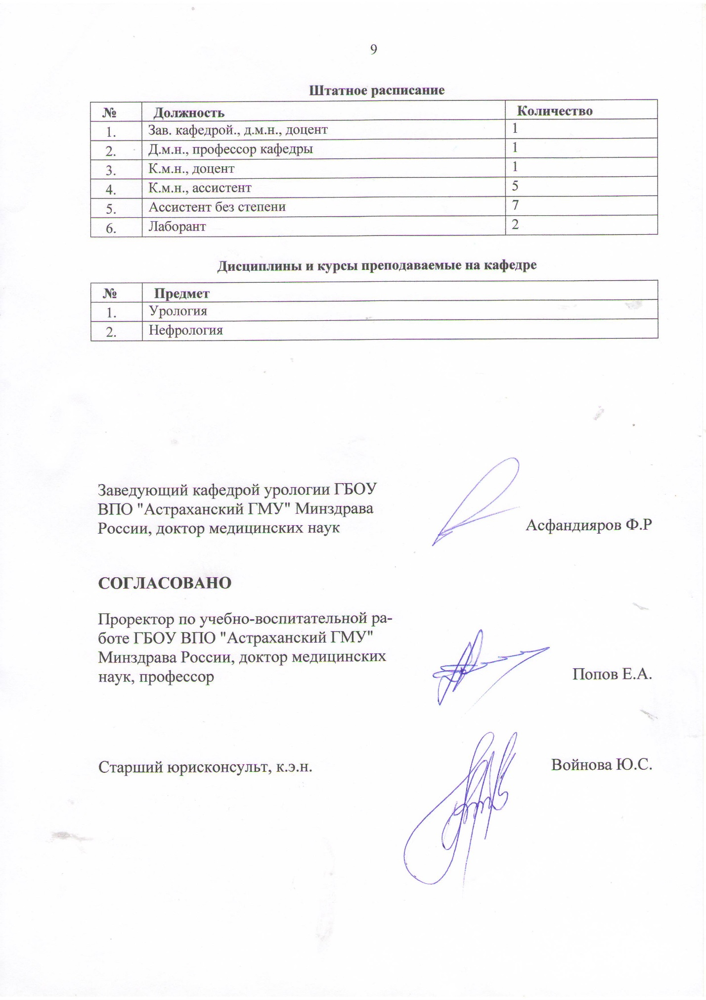 9
Штатное расписание
№ Должность Количество
1. Зав. кафедрой., д.м.н., доцент 1
2. Д.м.н., профессор кафедры 1
3. К.м.н., доцент 1
4. К.м.н., ассистент 5
5. Ассистент без степени 7
6. Лаборант 2
Дисциплины и курсы преподаваемые на кафедре
№ Предмет
1. Урология
2. Нефрология
Заведующий кафедрой урологии ГБОУ
ВПО "Астраханский ГМУ" Минздрава
России, доктор медицинских наук Асфандияров Ф.Р
СОГЛАСОВАНО
Проректор по учебно-воспитательной ра-
боте ГБОУ ВПО "Астраханский ГМУ"
Минздрава России, доктор медицинских
наук, профессор Попов Е.А.
Старший юрисконсульт, к.э.н. Войнова Ю.С.